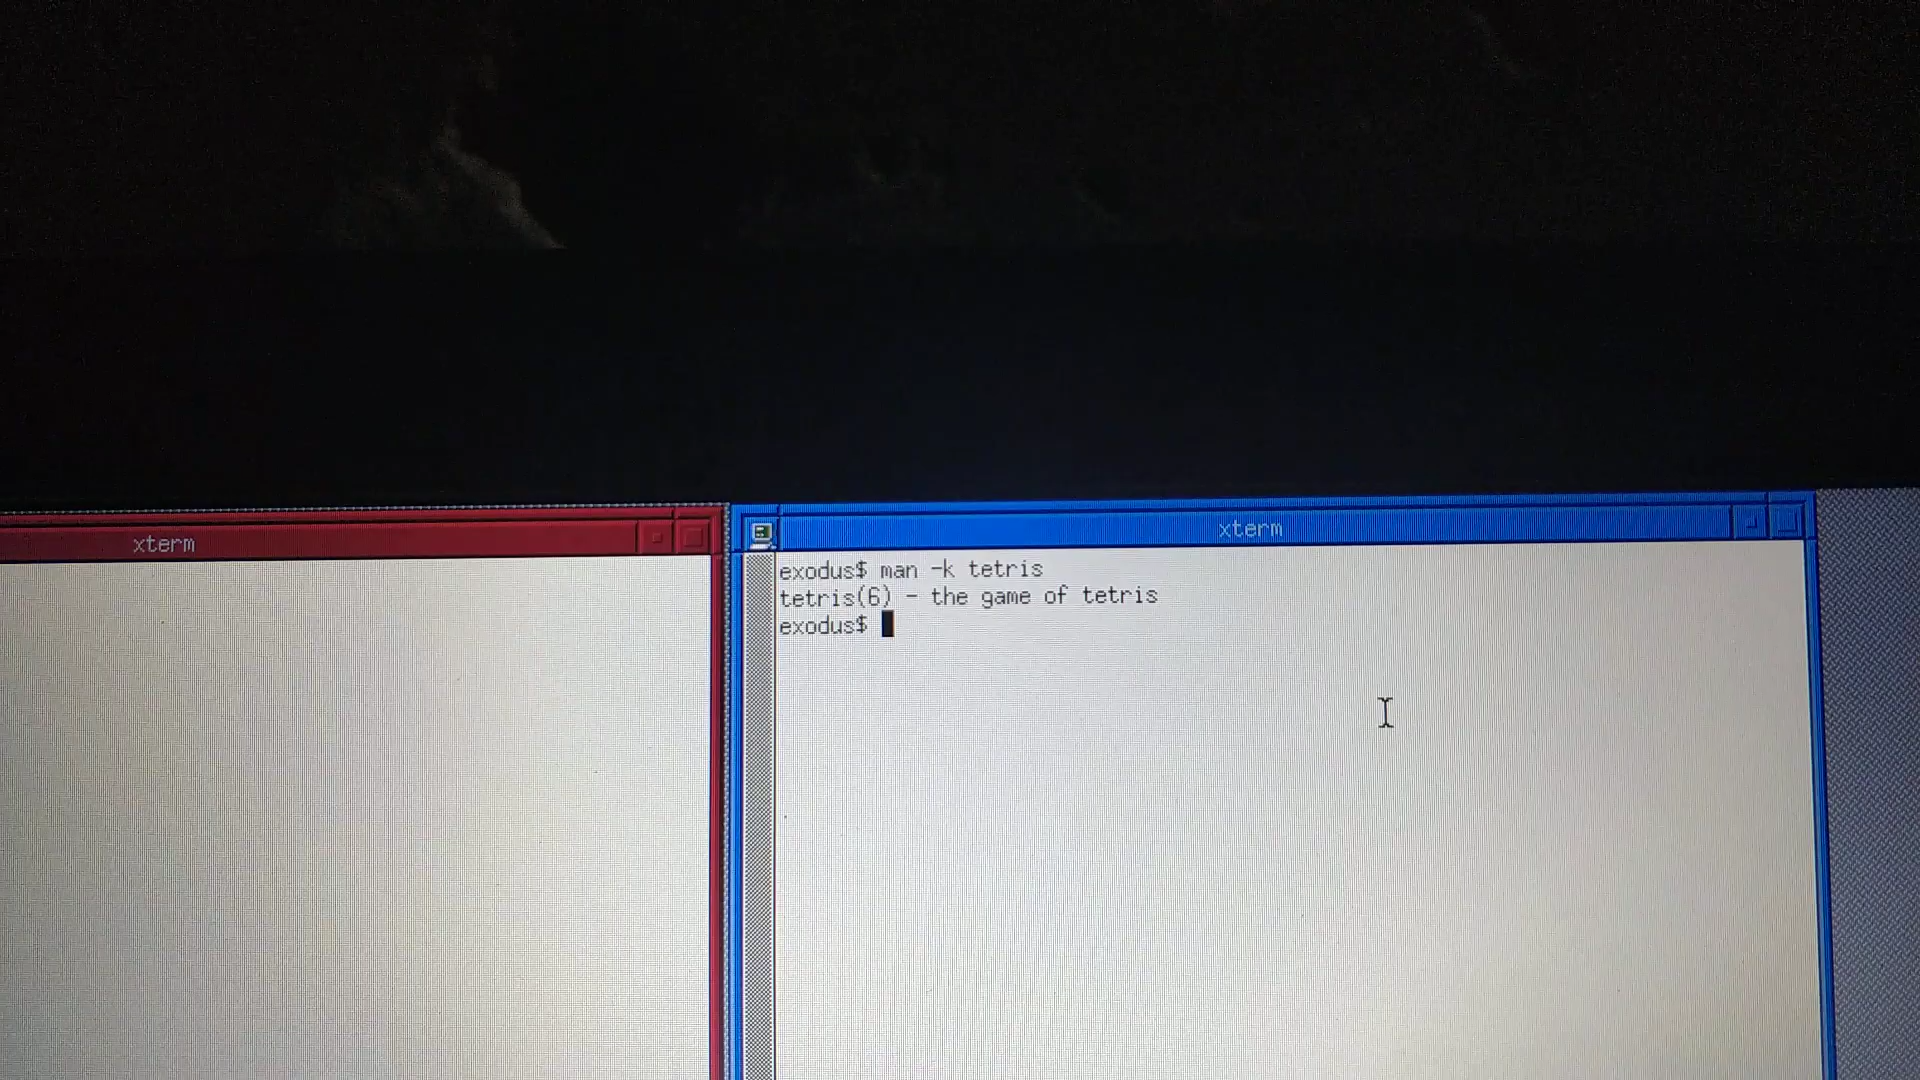 xterm
xterm
exodus$ man -k tetris
tetris(6) - the game of tetris
exodus$